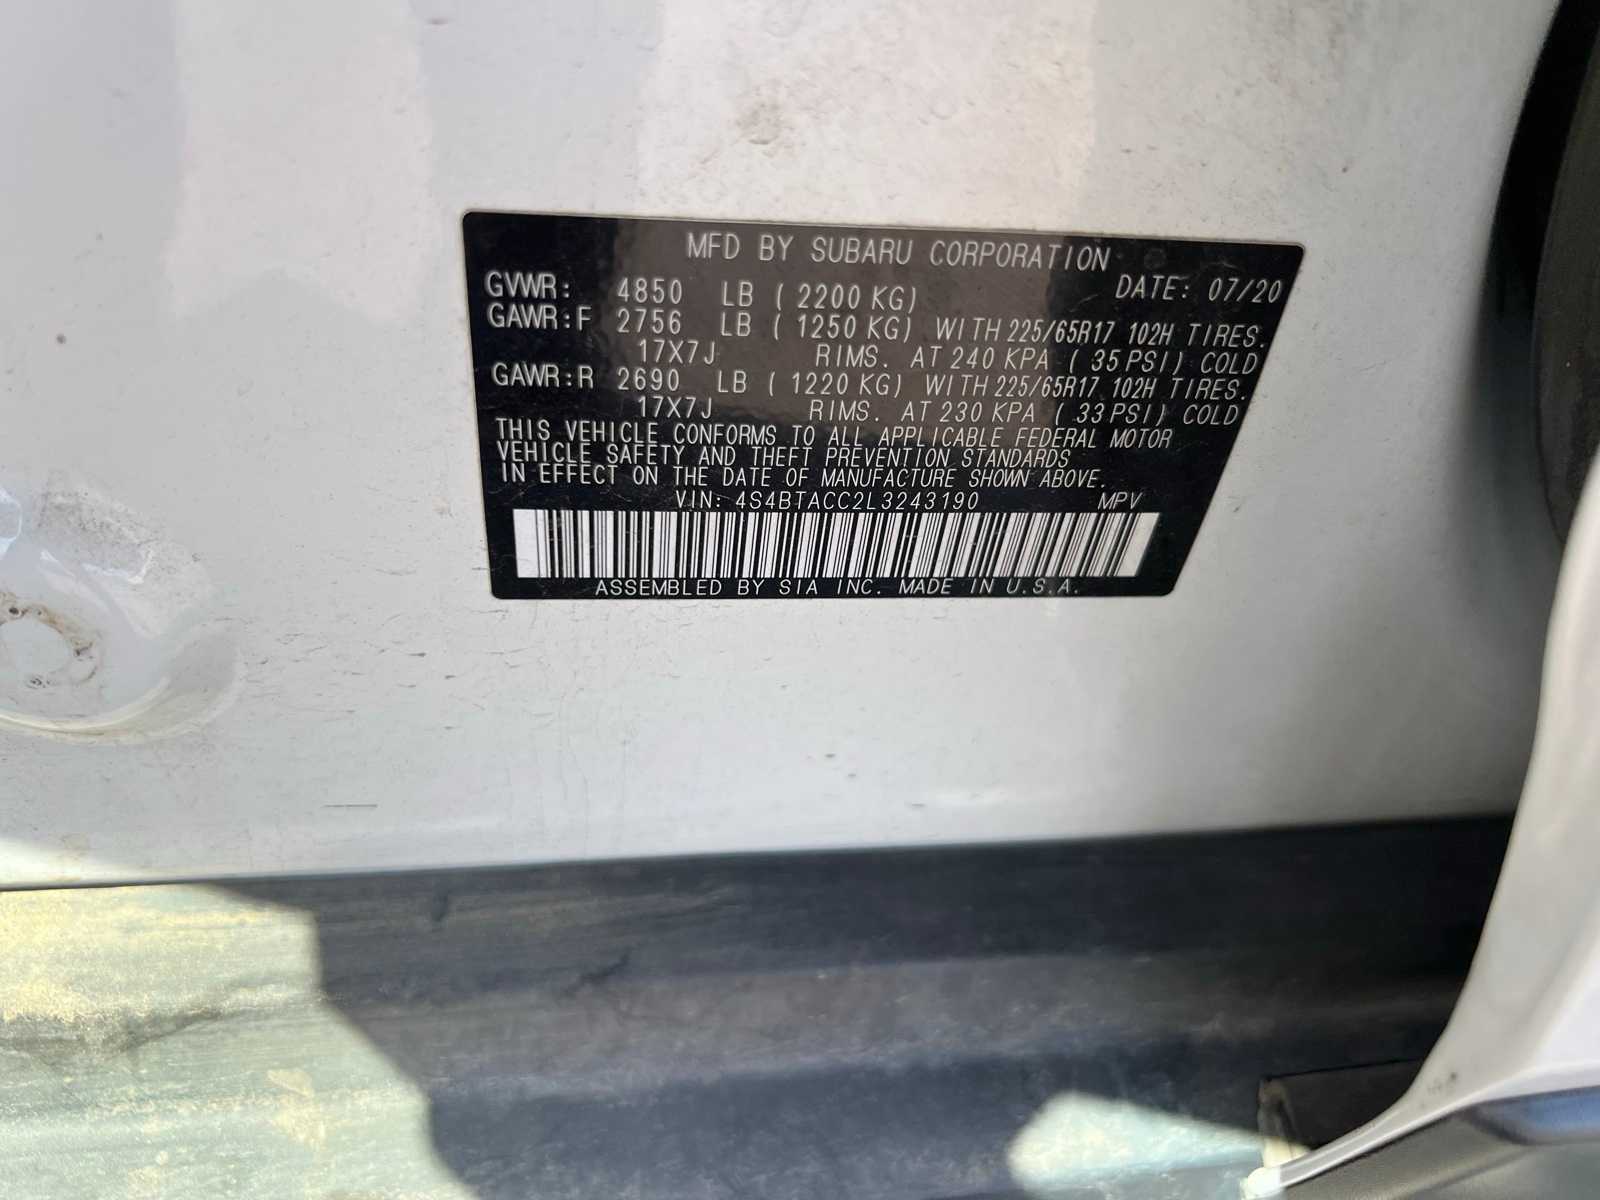 MFD BY SUBARU CORPORATION
GVWR: 4850 LB ( 2200 KG) DATE: 07/20
GAWR:F 2756 LB ( 1250 KG) WITH 225/65R17 102H TIRES.
17X7J RIMS. AT 240 KPA ( 35 PSI) COLD
GAWR:R 2690 LB ( 1220 KG) WITH 225/65R17 102H TIRES.
17X7J RIMS. AT 230 KPA ( 33 PSI) COLD
THIS VEHICLE CONFORMS TO ALL APPLICABLE FEDERAL MOTOR
VEHICLE SAFETY AND THEFT PREVENTION STANDARDS
IN EFFECT ON THE DATE OF MANUFACTURE SHOWN ABOVE.
VIN: 4S4BTACC2L3243190 MPV
ASSEMBLED BY SIA INC. MADE IN U.S.A.